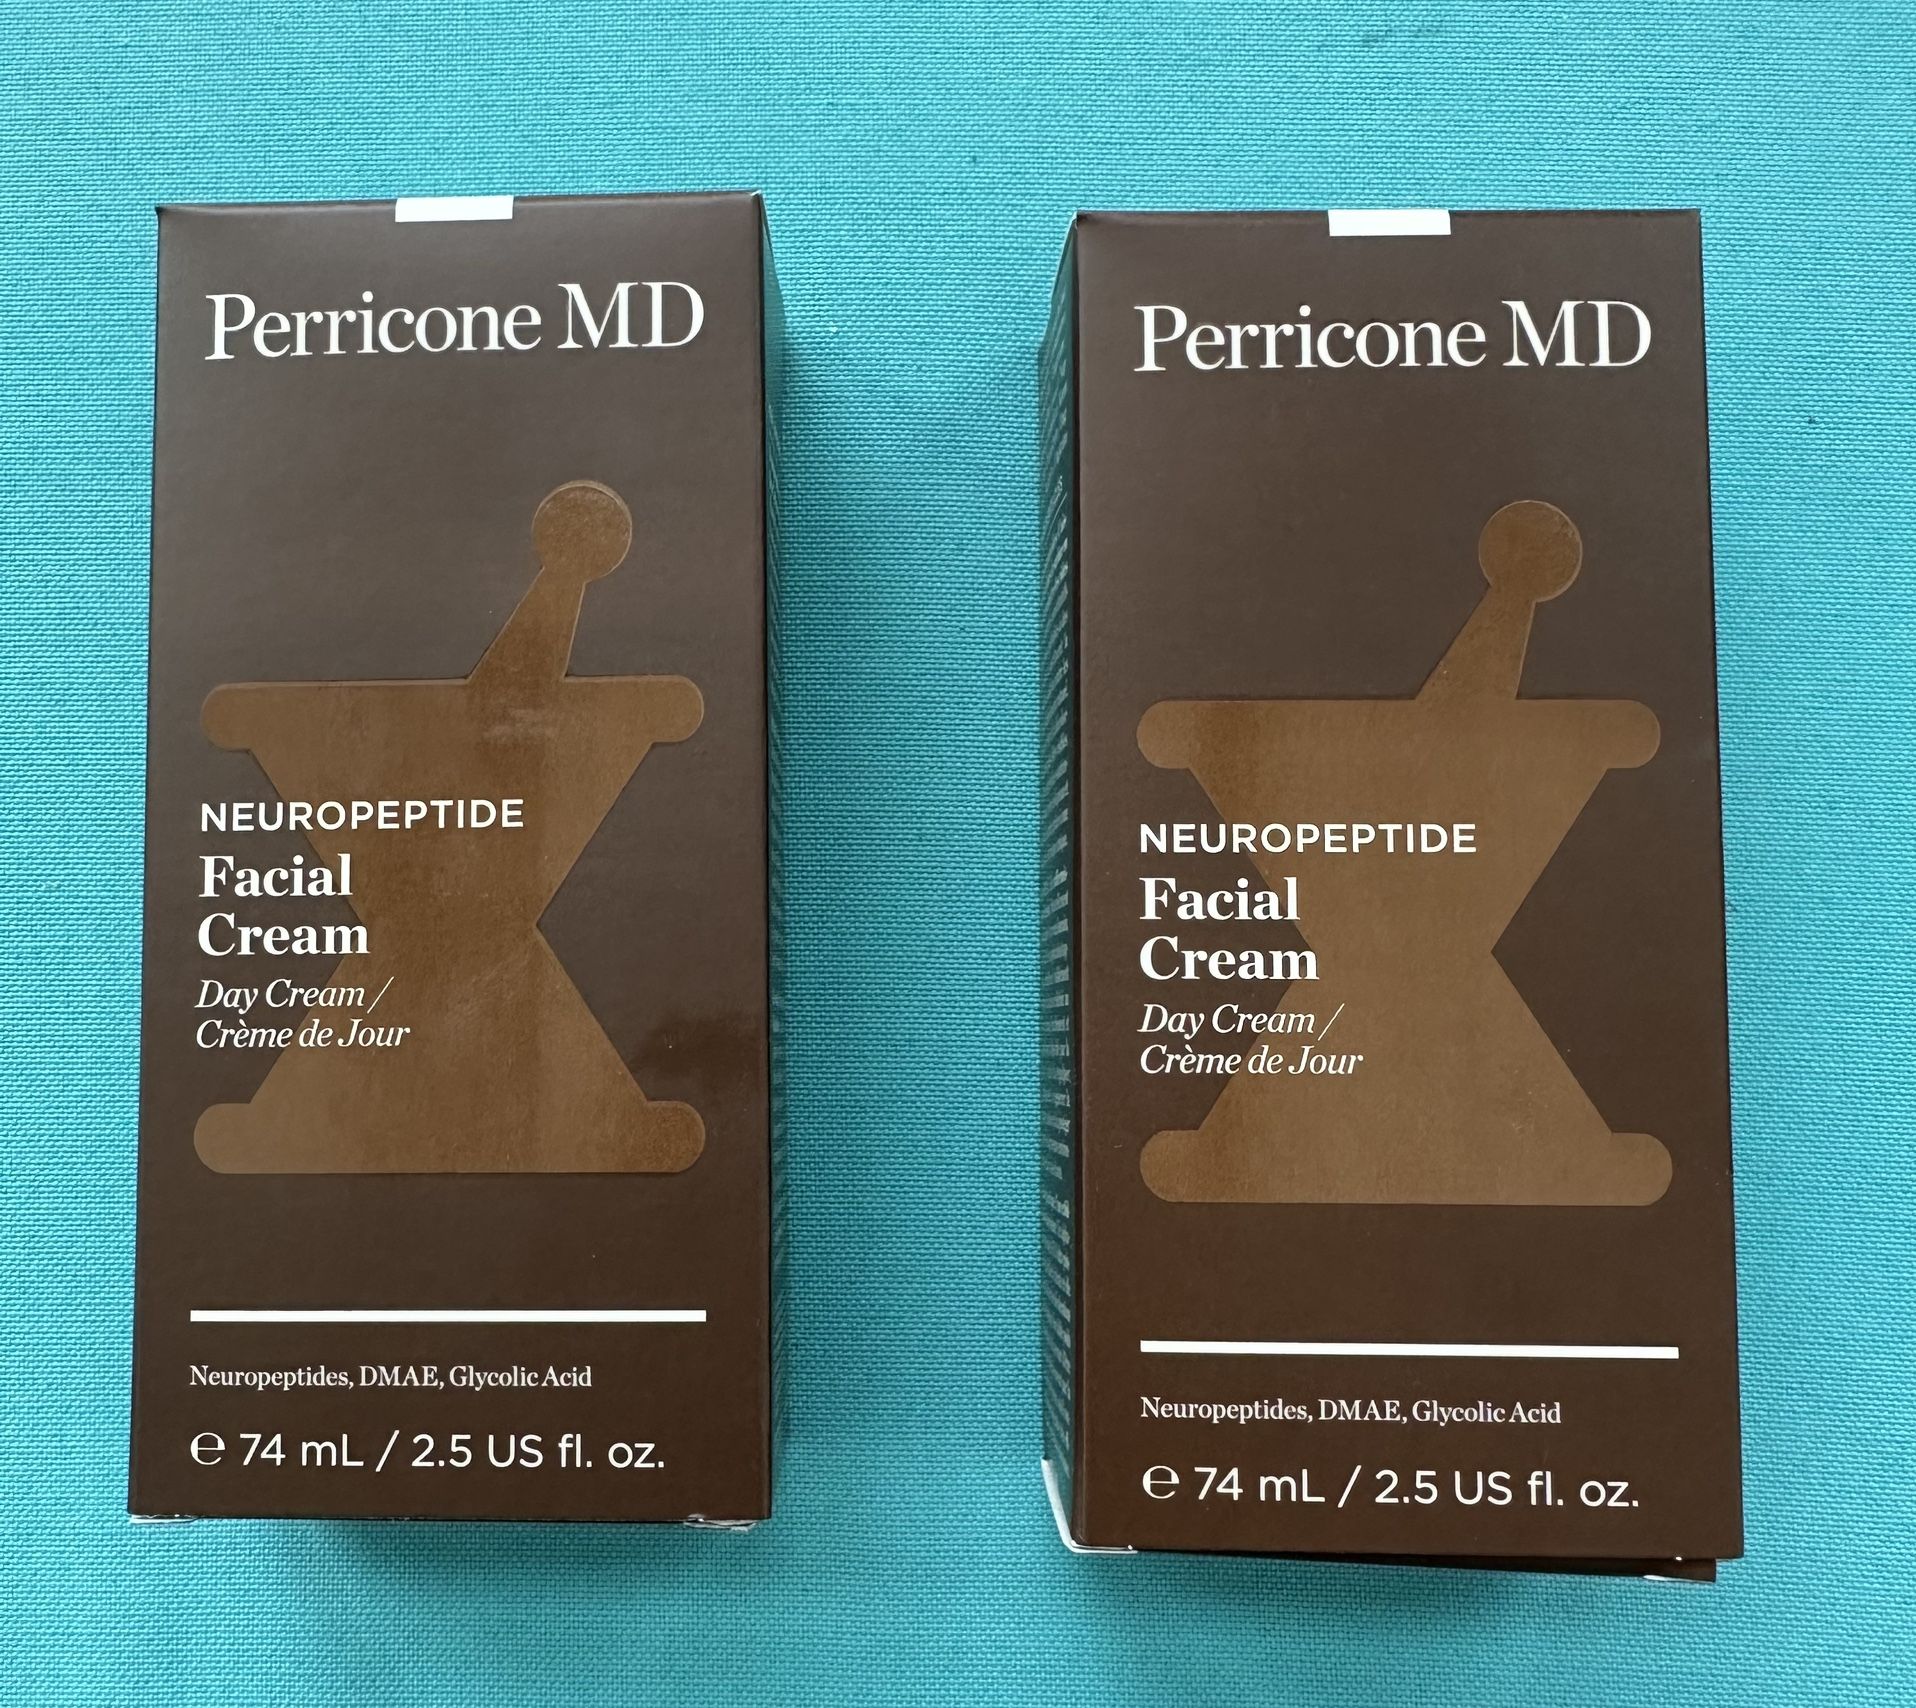 Perricone MD
NEUROPEPTIDE
Facial
Cream
Day Cream /
Crème de Jour
Neuropeptides, DMAE, Glycolic Acid
℮ 74 mL / 2.5 US fl. oz.
Perricone MD
NEUROPEPTIDE
Facial
Cream
Day Cream /
Crème de Jour
Neuropeptides, DMAE, Glycolic Acid
℮ 74 mL / 2.5 US fl. oz.